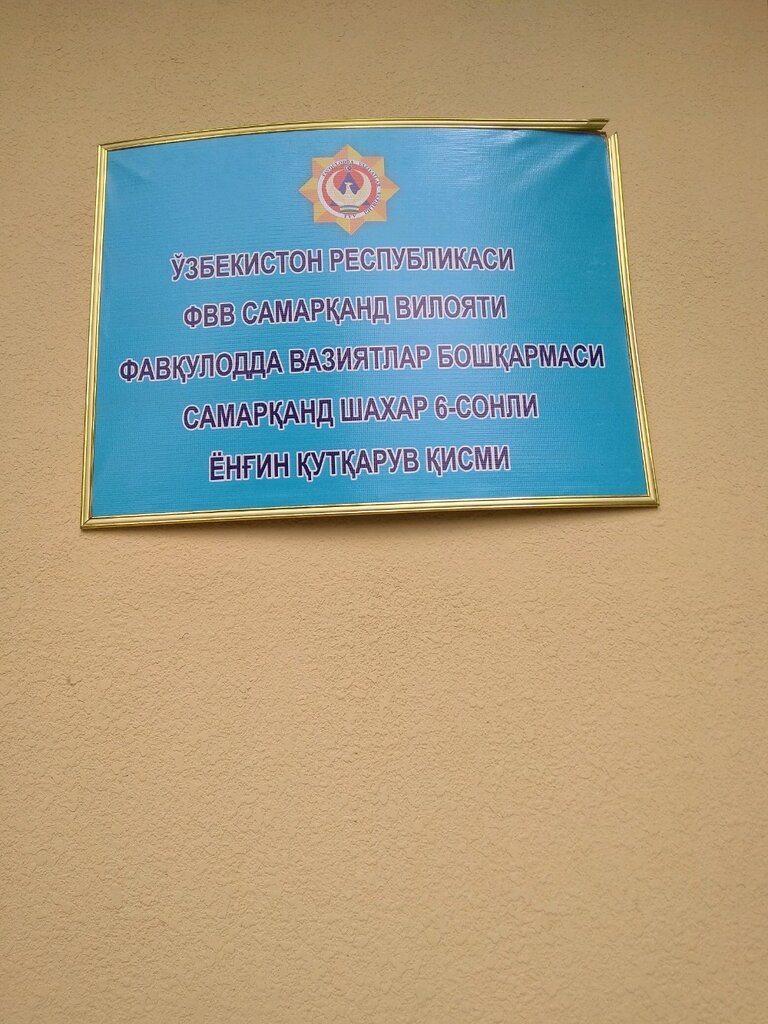 ЎЗБЕКИСТОН РЕСПУБЛИКАСИ
ФВВ САМАРҚАНД ВИЛОЯТИ
ФАВҚУЛОДДА ВАЗИЯТЛАР БОШҚАРМАСИ
САМАРҚАНД ШАХАР 6-СОНЛИ
ЁНҒИН ҚУТҚАРУВ ҚИСМИ